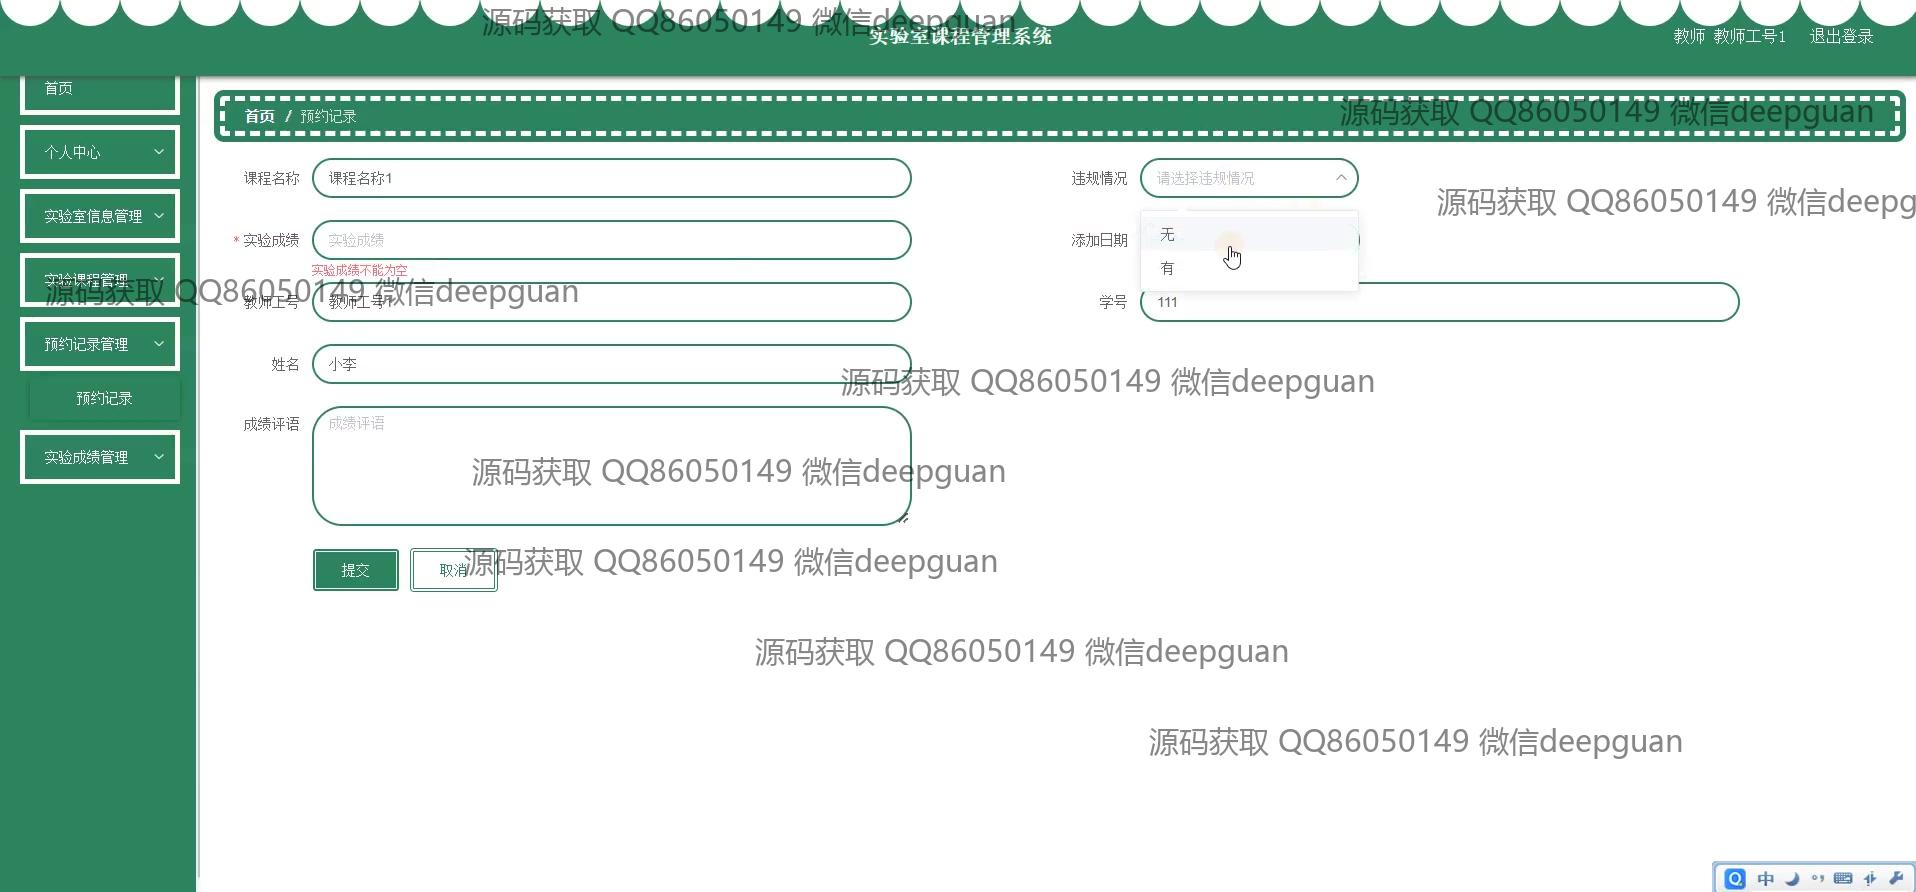 源码获取 QQ86050149 微信deepguan
实验室课程管理系统
教师 教师工号1 退出登录
首页
个人中心
实验室信息管理
实验课程管理
预约记录管理
预约记录
实验成绩管理
首页 / 预约记录
源码获取 QQ86050149 微信deepguan
课程名称 课程名称1
违规情况 请选择违规情况
源码获取 QQ86050149 微信deepg
* 实验成绩 实验成绩
实验成绩不能为空
添加日期
无
有
源码获取 QQ86050149 微信deepguan
教师工号 教师工号1
学号 111
姓名 小李
源码获取 QQ86050149 微信deepguan
成绩评语 成绩评语
源码获取 QQ86050149 微信deepguan
提交 取消
源码获取 QQ86050149 微信deepguan
源码获取 QQ86050149 微信deepguan
源码获取 QQ86050149 微信deepguan
中